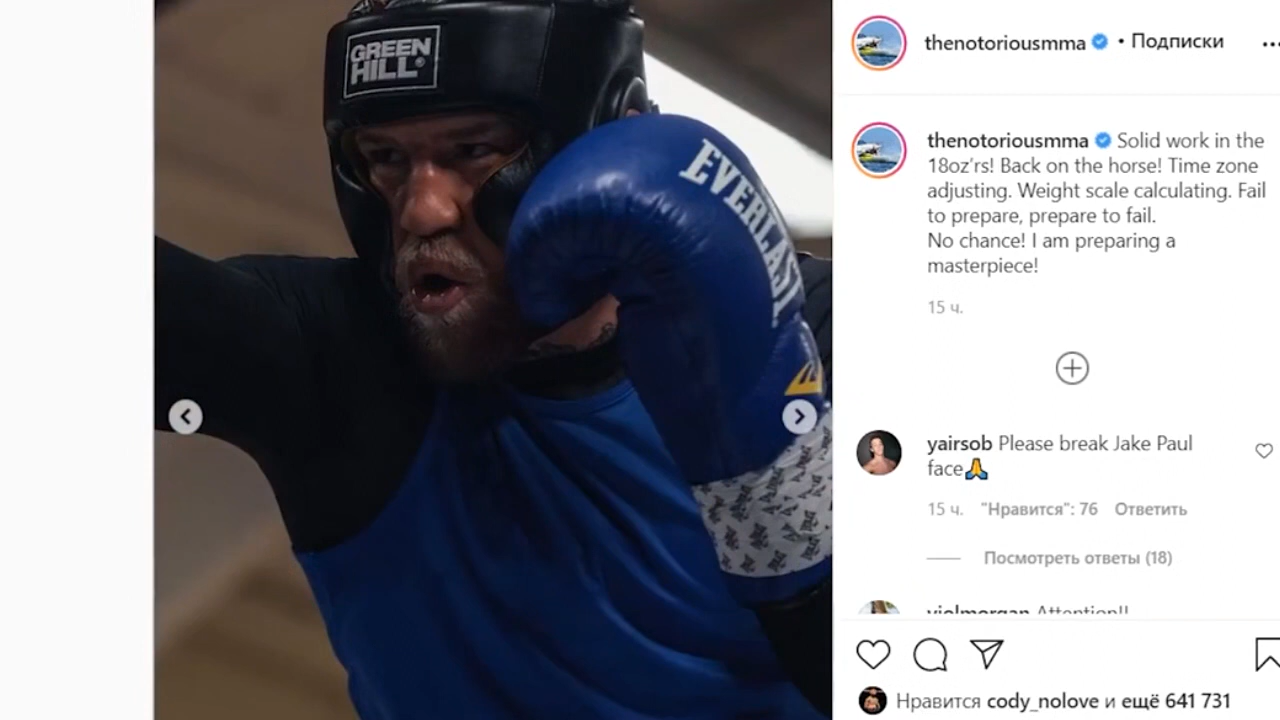 GREEN
HILL®
EVERLAST
thenotoriousmma • Подписки
thenotoriousmma Solid work in the
18oz'rs! Back on the horse! Time zone
adjusting. Weight scale calculating. Fail
to prepare, prepare to fail.
No chance! I am preparing a
masterpiece!
15 ч.
yairsob Please break Jake Paul
face🙏
15 ч. "Нравится": 76 Ответить
Посмотреть ответы (18)
violmorgan Attention!!
Нравится cody_nolove и ещё 641 731